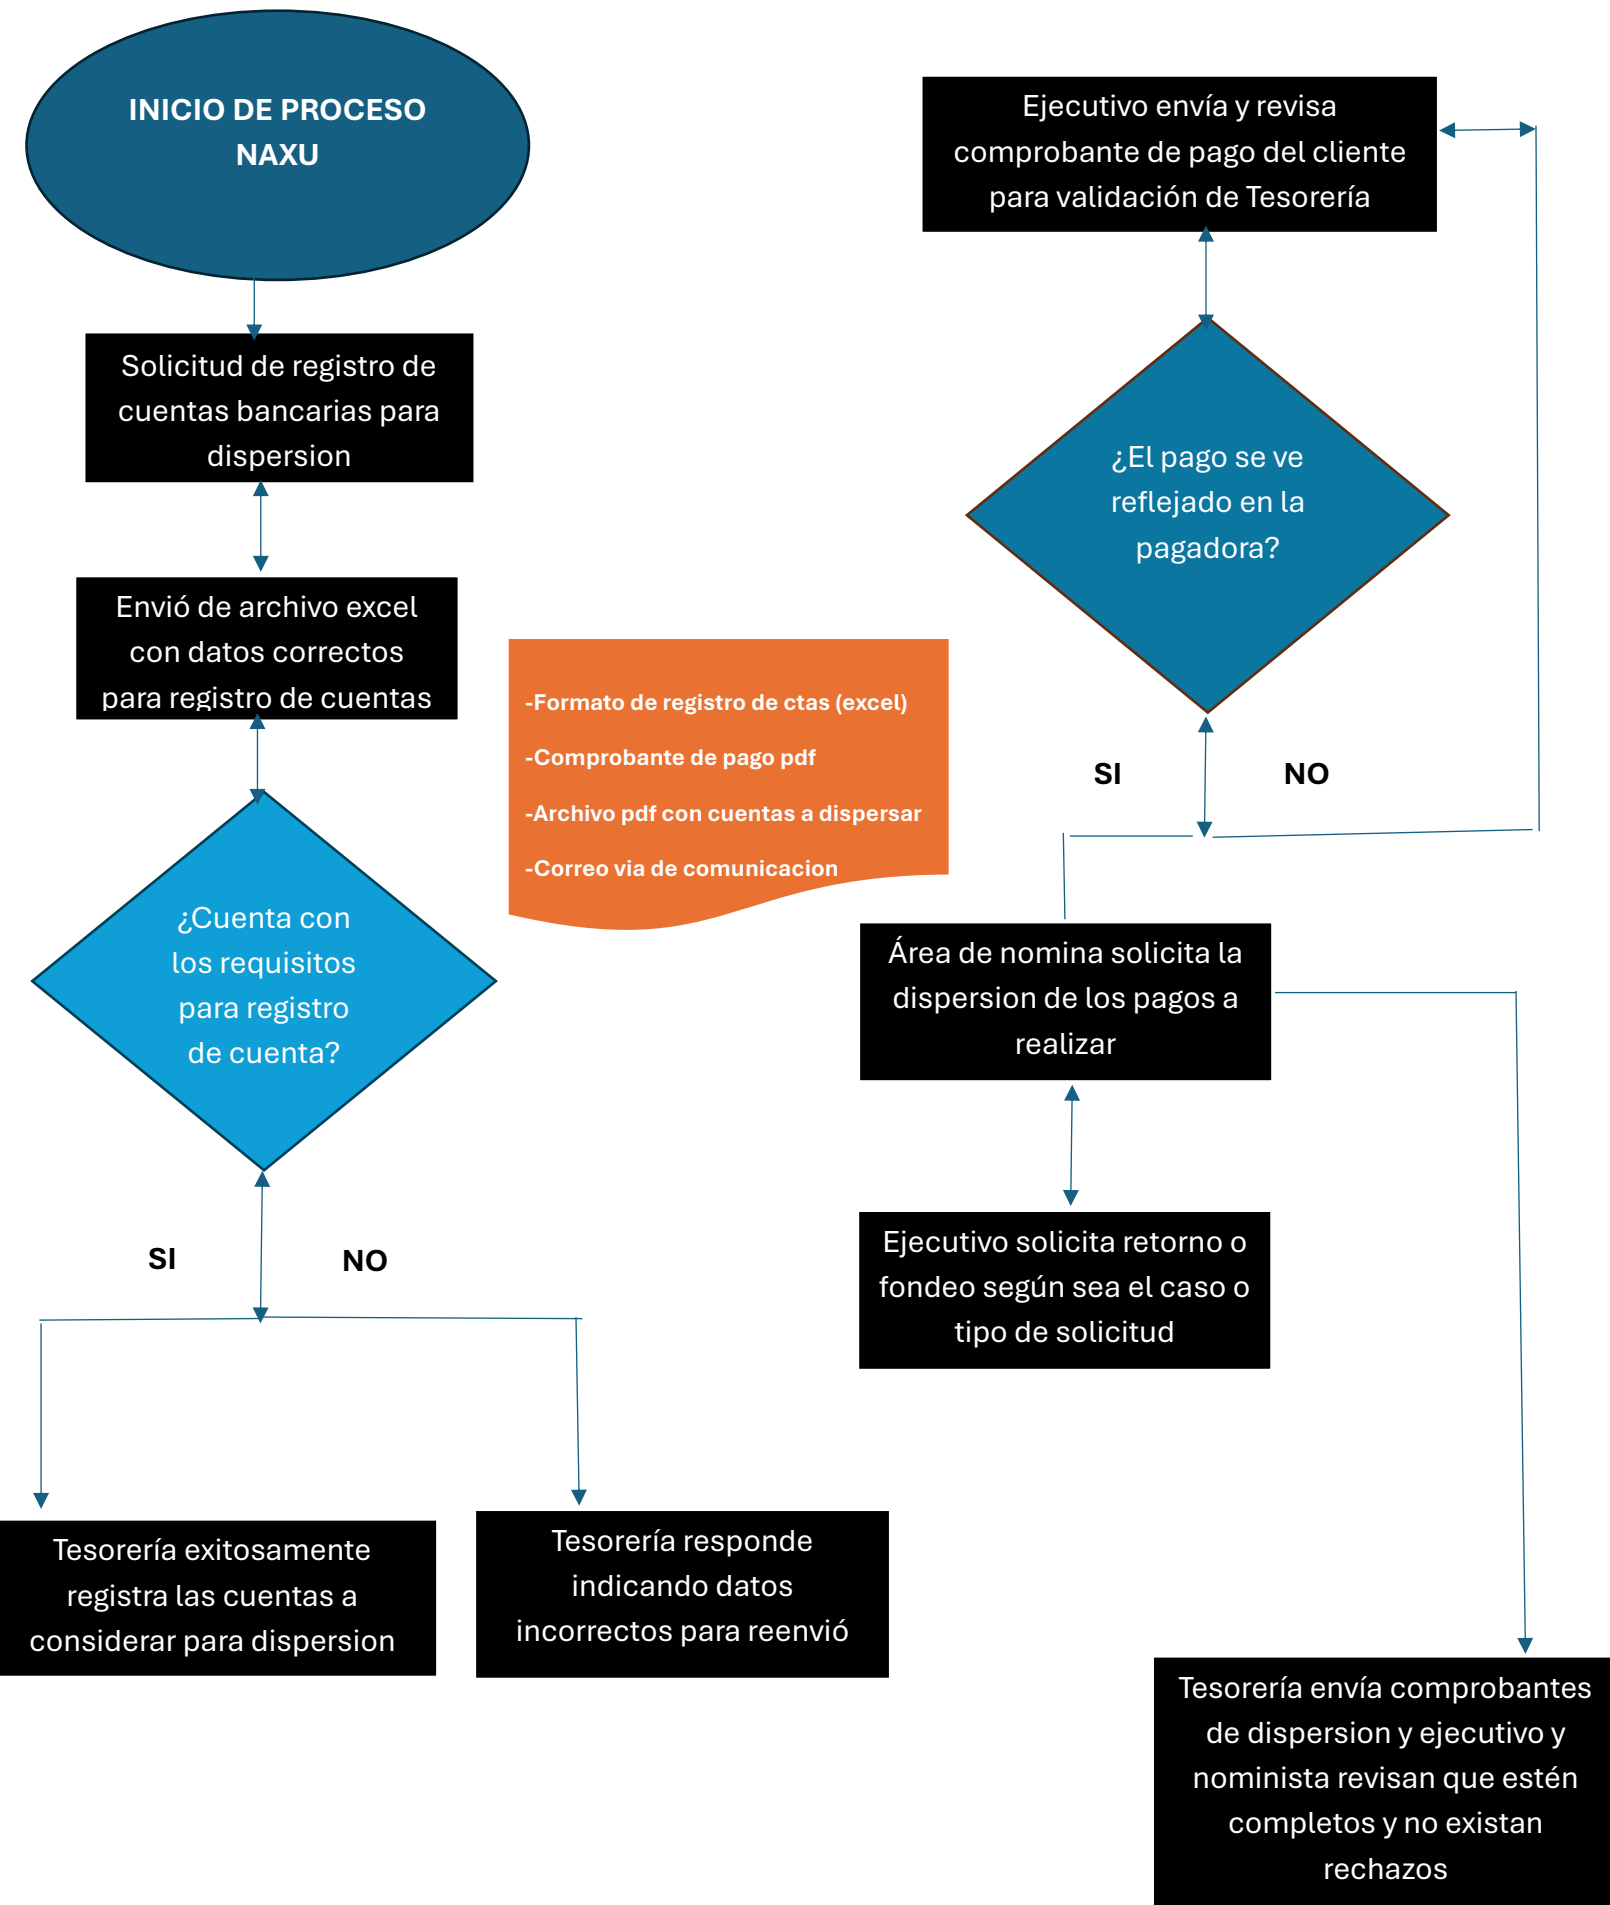 INICIO DE PROCESO
NAXU
Solicitud de registro de
cuentas bancarias para
dispersion
Envió de archivo excel
con datos correctos
para registro de cuentas
¿Cuenta con
los requisitos
para registro
de cuenta?
SI
NO
Tesorería exitosamente
registra las cuentas a
considerar para dispersion
Tesorería responde
indicando datos
incorrectos para reenvió
-Formato de registro de ctas (excel)
-Comprobante de pago pdf
-Archivo pdf con cuentas a dispersar
-Correo via de comunicacion
Ejecutivo envía y revisa
comprobante de pago del cliente
para validación de Tesorería
¿El pago se ve
reflejado en la
pagadora?
SI
NO
Área de nomina solicita la
dispersion de los pagos a
realizar
Ejecutivo solicita retorno o
fondeo según sea el caso o
tipo de solicitud
Tesorería envía comprobantes
de dispersion y ejecutivo y
nominista revisan que estén
completos y no existan
rechazos